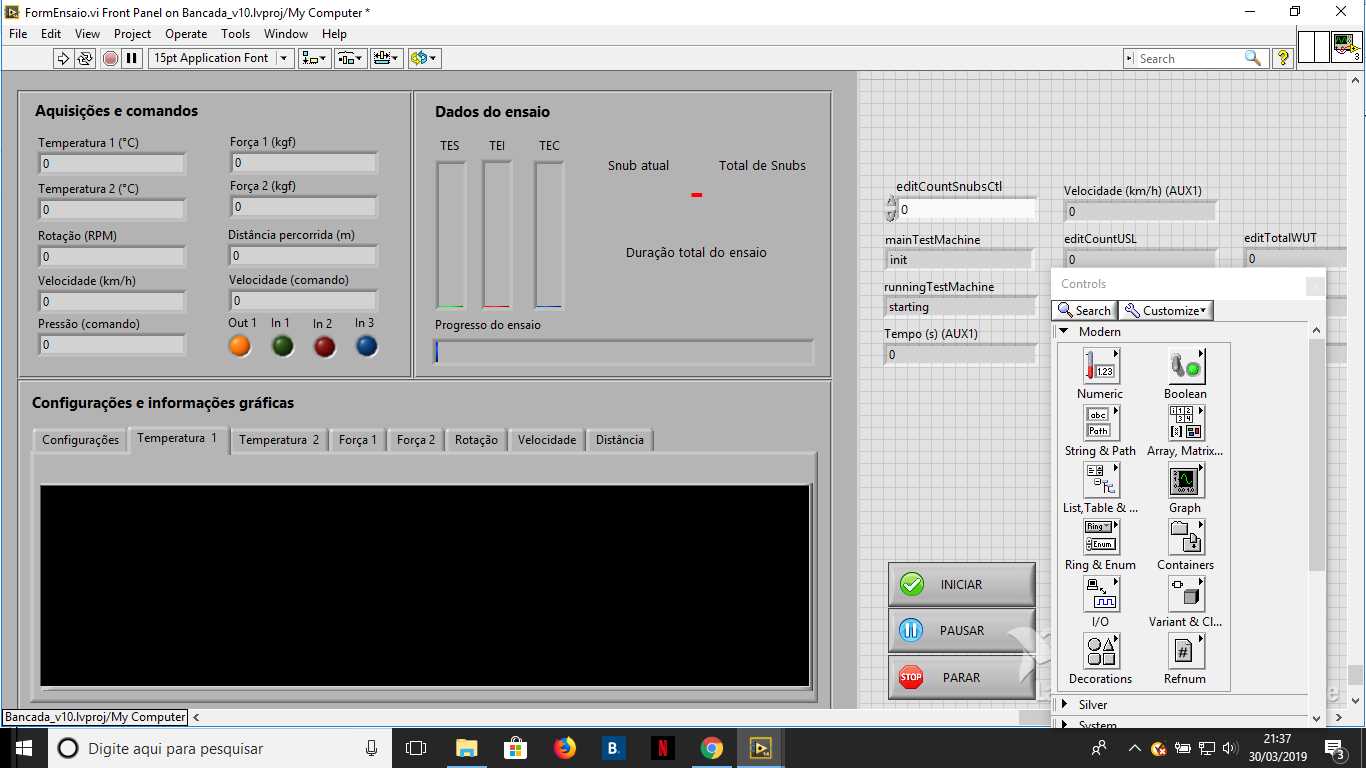 FormEnsaio.vi Front Panel on Bancada_v10.lvproj/My Computer *
File Edit View Project Operate Tools Window Help
15pt Application Font
Search
3
Aquisições e comandos
Temperatura 1 (°C)
0
Força 1 (kgf)
0
Temperatura 2 (°C)
0
Força 2 (kgf)
0
Rotação (RPM)
0
Distância percorrida (m)
0
Velocidade (km/h)
0
Velocidade (comando)
0
Pressão (comando)
0
Out 1 In 1 In 2 In 3
Dados do ensaio
TES TEI TEC
Snub atual
Total de Snubs
Duração total do ensaio
Progresso do ensaio
editCountSnubsCtl
0
Velocidade (km/h) (AUX1)
0
mainTestMachine
init
editCountUSL
0
editTotalWUT
0
runningTestMachine
starting
Tempo (s) (AUX1)
0
Controls
Search
Customize
Modern
Numeric
Boolean
String & Path
Array, Matrix...
List,Table & ...
Graph
Ring & Enum
Containers
I/O
Variant & Cl...
Decorations
Refnum
Silver
System
Configurações e informações gráficas
Configurações Temperatura 1 Temperatura 2 Força 1 Força 2 Rotação Velocidade Distância
INICIAR
PAUSAR
STOP PARAR
Bancada_v10.lvproj/My Computer
Digite aqui para pesquisar
B.
N
21:37
30/03/2019
3